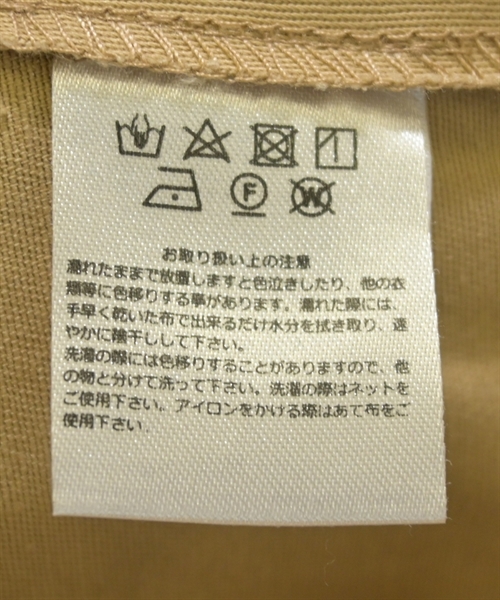 F
W
お取り扱い上の注意
濡れたままで放置しますと色泣きしたり、他の衣
類等に色移りする事があります。濡れた際には、
手早く乾いた布で出来るだけ水分を拭き取り、速
やかに陰干しして下さい。
洗濯の際には色移りすることがありますので、他
の物と分けて洗って下さい。洗濯の際はネットを
ご使用下さい。アイロンをかける際はあて布をご
使用下さい。